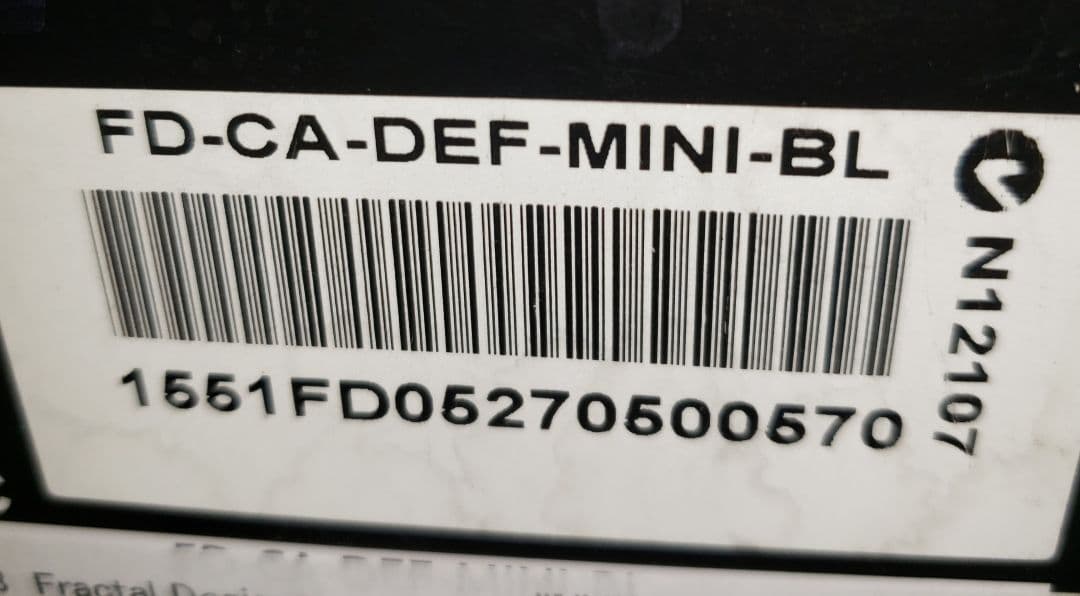 FD-CA-DEF-MINI-BL
1551FD05270500570
N12107
Fractal